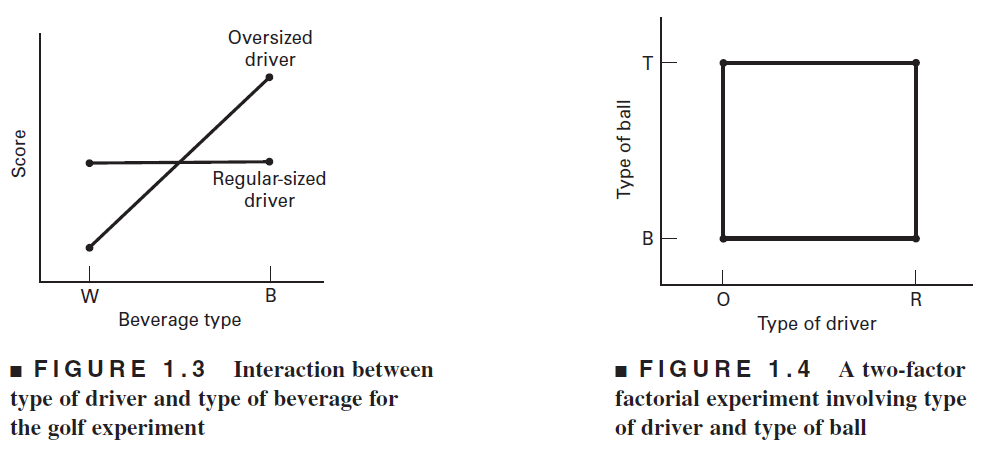 Oversized
driver
Score
Regular-sized
driver
W
B
Beverage type
■ FIGURE 1.3 Interaction between
type of driver and type of beverage for
the golf experiment
T
Type of ball
B
O
R
Type of driver
■ FIGURE 1.4 A two-factor
factorial experiment involving type
of driver and type of ball